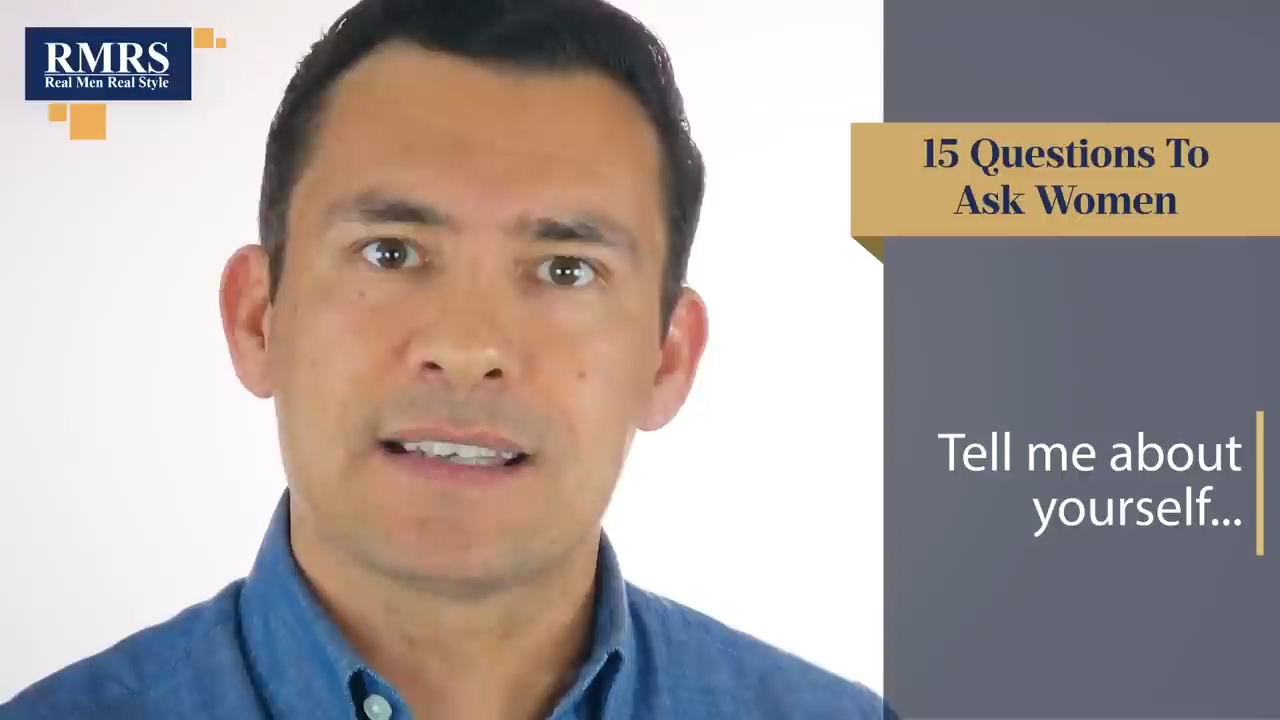 RMRS
Real Men Real Style
15 Questions To
Ask Women
Tell me about
yourself...